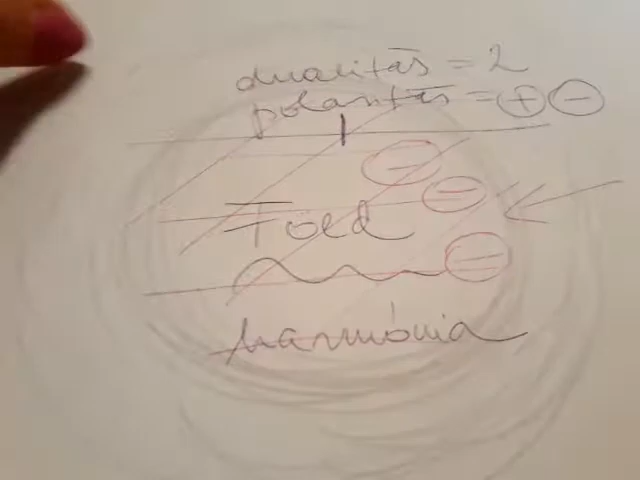 dualitás = 2
polaritás = + -
-
-
Föld
-
harmónia